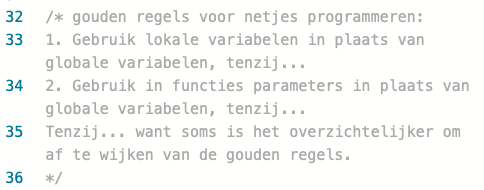 32 /* gouden regels voor netjes programmeren:
33 1. Gebruik lokale variabelen in plaats van
globale variabelen, tenzij...
34 2. Gebruik in functies parameters in plaats van
globale variabelen, tenzij...
35 Tenzij... want soms is het overzichtelijker om
af te wijken van de gouden regels.
36 */